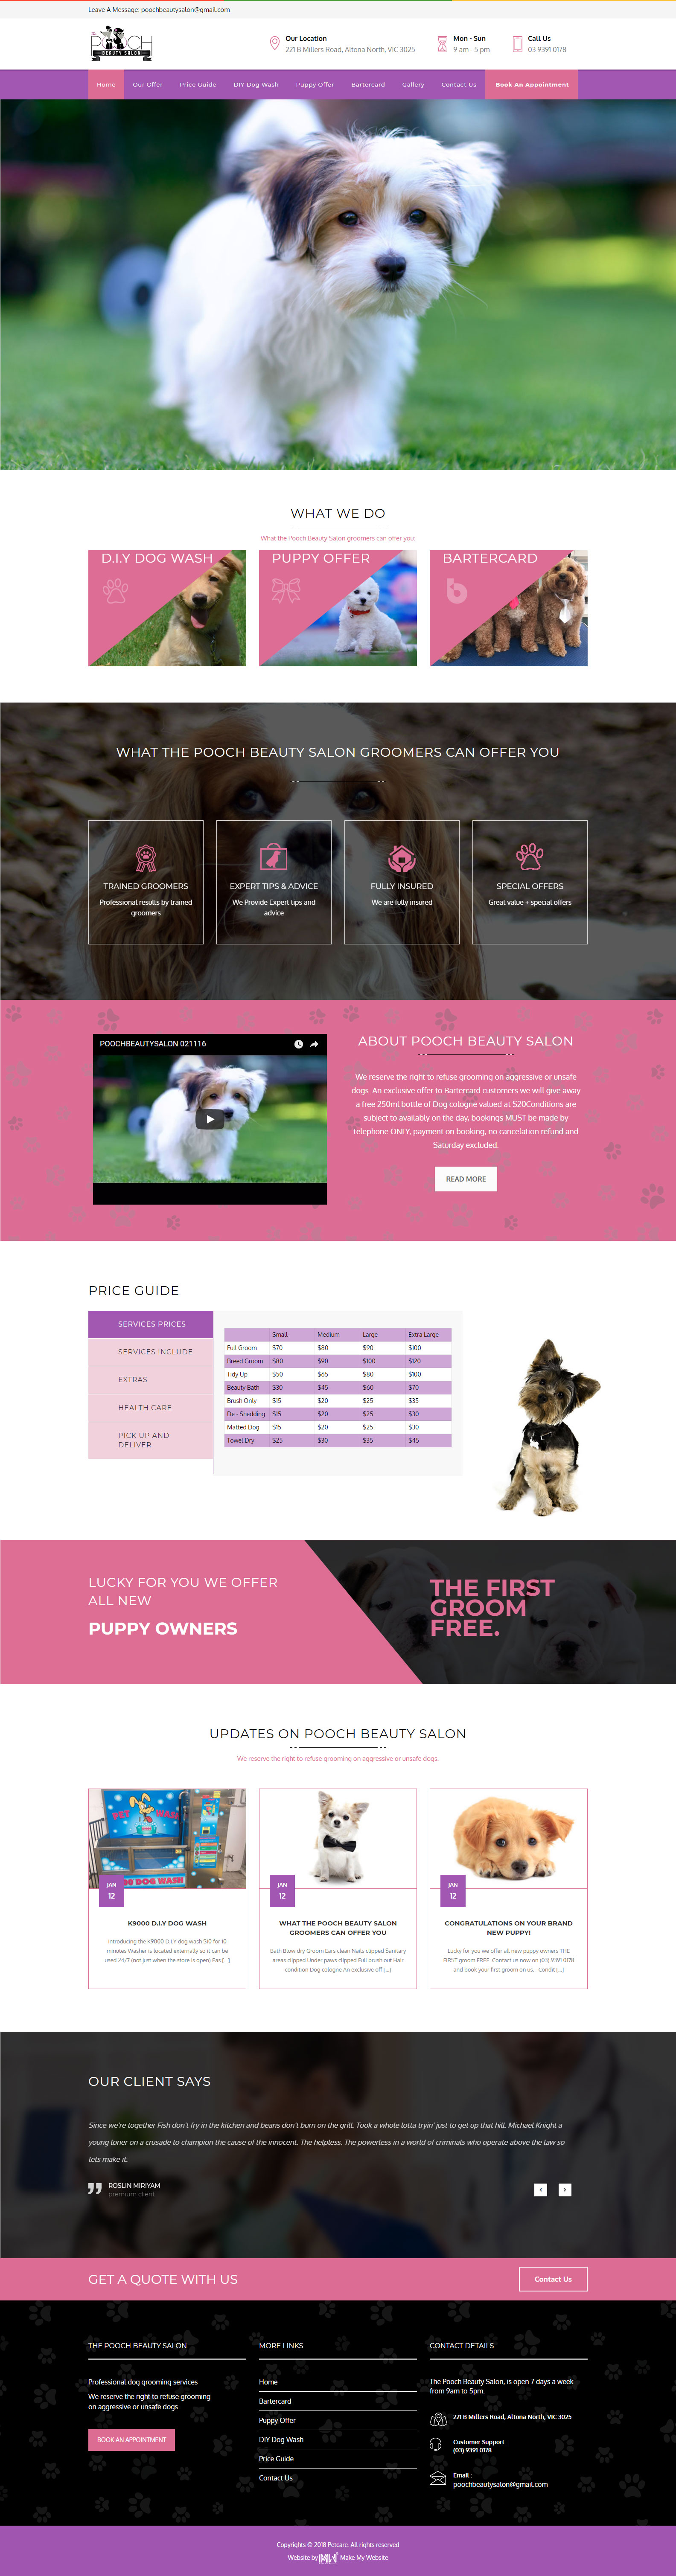 Leave A Message: poochbeautysalon@gmail.com
POOCH
BEAUTY SALON
Our Location
221 B Millers Road, Altona North, VIC 3025
Mon - Sun
9 am - 5 pm
Call Us
03 9391 0178
Home
Our Offer
Price Guide
DIY Dog Wash
Puppy Offer
Bartercard
Gallery
Contact Us
Book An Appointment
WHAT WE DO
What the Pooch Beauty Salon groomers can offer you:
D.I.Y DOG WASH
PUPPY OFFER
BARTERCARD
WHAT THE POOCH BEAUTY SALON GROOMERS CAN OFFER YOU
TRAINED GROOMERS
Professional results by trained
groomers
EXPERT TIPS & ADVICE
We Provide Expert tips and
advice
FULLY INSURED
We are fully insured
SPECIAL OFFERS
Great value + special offers
POOCHBEAUTYSALON 021116
ABOUT POOCH BEAUTY SALON
We reserve the right to refuse grooming on aggressive or unsafe
dogs. An exclusive offer to Bartercard customers we will give away
a free 250ml bottle of Dog cologne valued at $20Conditions are
subject to availably on the day, bookings MUST be made by
telephone ONLY, payment on booking, no cancelation refund and
Saturday excluded.
READ MORE
PRICE GUIDE
SERVICES PRICES
SERVICES INCLUDE
EXTRAS
HEALTH CARE
PICK UP AND
DELIVER
Small Medium Large Extra Large
Full Groom $70 $80 $90 $100
Breed Groom $80 $90 $100 $120
Tidy Up $50 $65 $80 $100
Beauty Bath $30 $45 $60 $70
Brush Only $15 $20 $25 $35
De - Shedding $15 $20 $25 $30
Matted Dog $15 $20 $25 $30
Towel Dry $25 $30 $35 $45
LUCKY FOR YOU WE OFFER
ALL NEW
PUPPY OWNERS
THE FIRST
GROOM
FREE.
UPDATES ON POOCH BEAUTY SALON
We reserve the right to refuse grooming on aggressive or unsafe dogs.
PET WASH
DOG WASH
JAN
12
K9000 D.I.Y DOG WASH
Introducing the K9000 D.I.Y dog wash $10 for 10
minutes Washer is located externally so it can be
used 24/7 (not just when the store is open) Eas [...]
JAN
12
WHAT THE POOCH BEAUTY SALON
GROOMERS CAN OFFER YOU
Bath Blow dry Groom Ears clean Nails clipped Sanitary
areas clipped Under paws clipped Full brush out Hair
condition Dog cologne An exclusive off [...]
JAN
12
CONGRATULATIONS ON YOUR BRAND
NEW PUPPY!
Lucky for you we offer all new puppy owners THE
FIRST groom FREE. Contact us now on (03) 9391 0178
and book your first groom on us. Condit [...]
OUR CLIENT SAYS
Since we're together Fish don't fry in the kitchen and beans don't burn on the grill. Took a whole lotta tryin' just to get up that hill. Michael Knight a
young loner on a crusade to champion the cause of the innocent. The helpless. The powerless in a world of criminals who operate above the law so
lets make it.
ROSLIN MIRIYAM
premium client
GET A QUOTE WITH US
Contact Us
THE POOCH BEAUTY SALON
Professional dog grooming services
We reserve the right to refuse grooming
on aggressive or unsafe dogs.
BOOK AN APPOINTMENT
MORE LINKS
Home
Bartercard
Puppy Offer
DIY Dog Wash
Price Guide
Contact Us
CONTACT DETAILS
The Pooch Beauty Salon, is open 7 days a week
from 9am to 5pm.
221 B Millers Road, Altona North, VIC 3025
Customer Support :
(03) 9391 0178
Email :
poochbeautysalon@gmail.com
Copyrights © 2018 Petcare. All rights reserved
Website by Make My Website